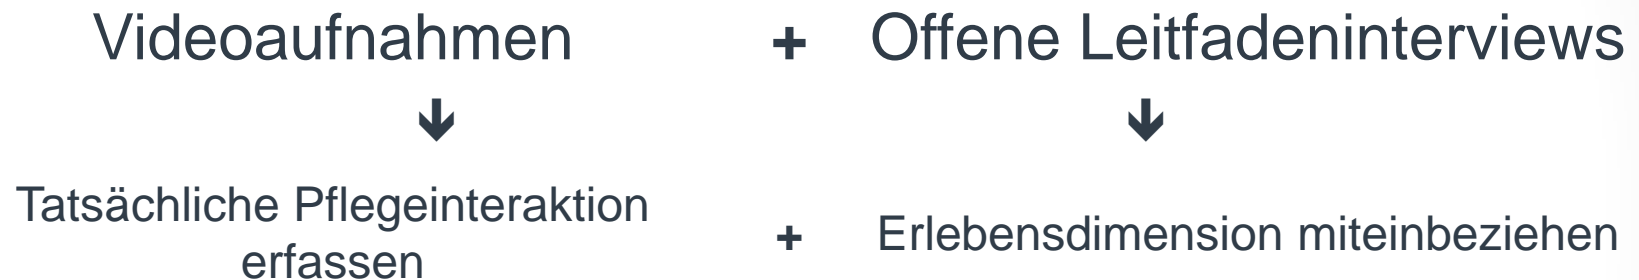 Videoaufnahmen + Offene Leitfadeninterviews
Tatsächliche Pflegeinteraktion
erfassen
+ Erlebensdimension miteinbeziehen